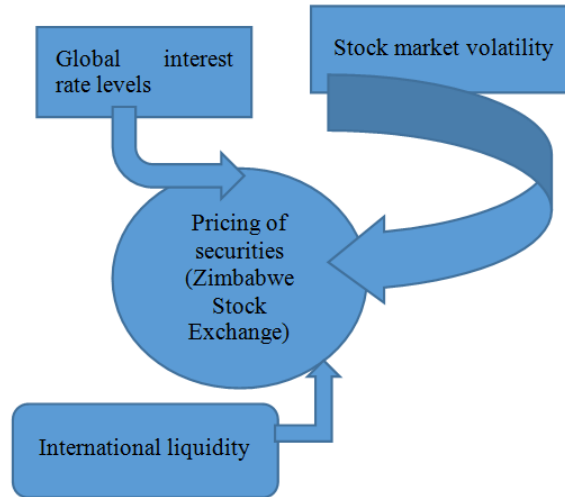 Global interest
rate levels
Stock market volatility
Pricing of
securities
(Zimbabwe
Stock
Exchange)
International liquidity